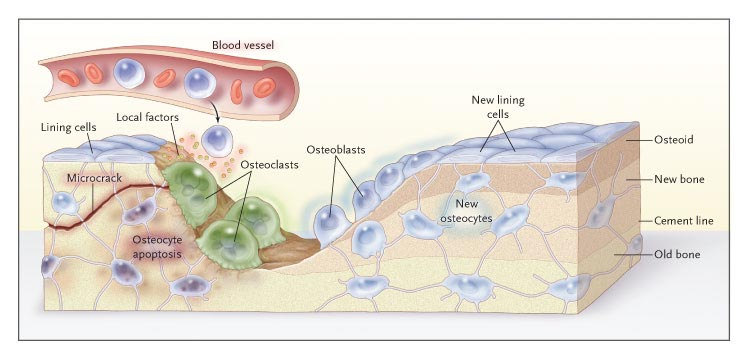 Blood vessel
Local factors
Lining cells
Osteoclasts
Osteoblasts
New lining
cells
Microcrack
Osteocyte
apoptosis
New
osteocytes
Osteoid
New bone
Cement line
Old bone